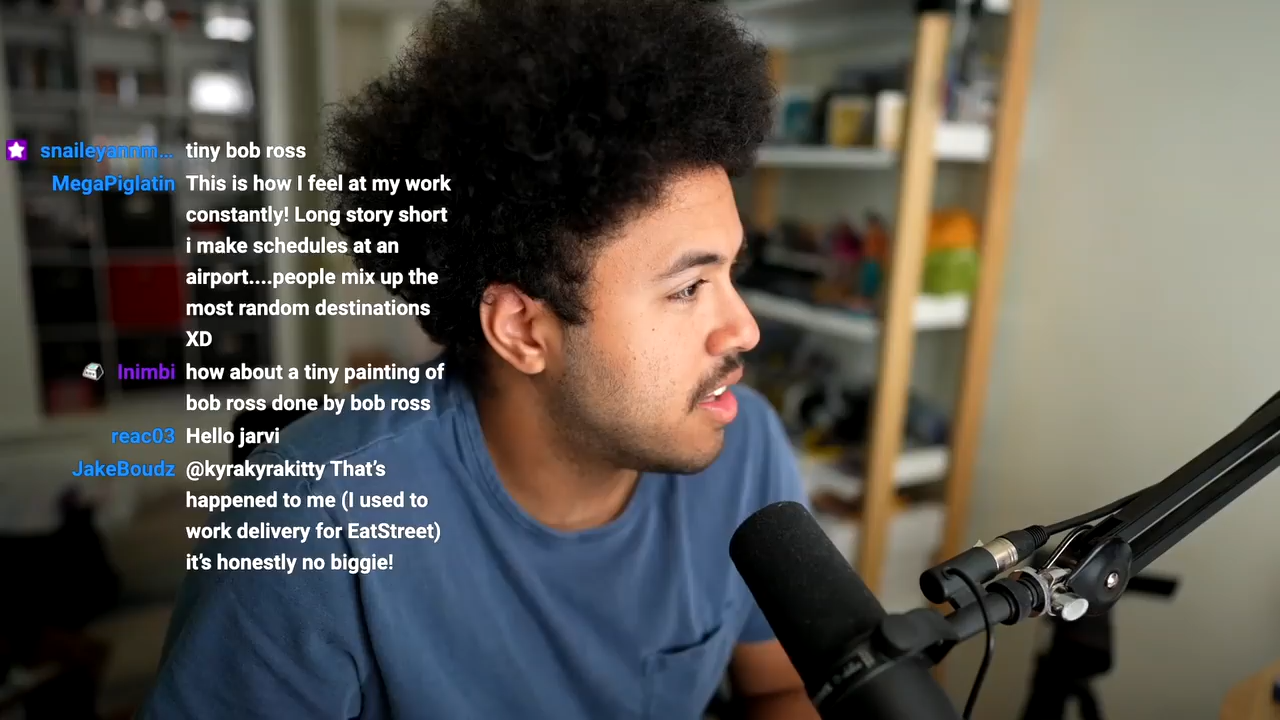 snaileyannm... tiny bob ross
MegaPiglatin This is how I feel at my work
constantly! Long story short
i make schedules at an
airport....people mix up the
most random destinations
XD
Inimbi how about a tiny painting of
bob ross done by bob ross
reac03 Hello jarvi
JakeBoudz @kyrakyrakitty That's
happened to me (I used to
work delivery for EatStreet)
it's honestly no biggie!